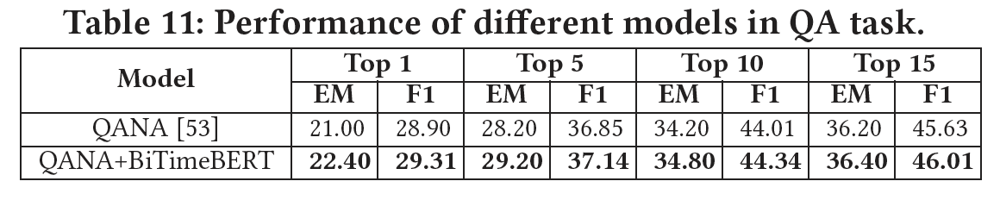 Table 11: Performance of different models in QA task.
Model Top 1 Top 5 Top 10 Top 15
EM F1 EM F1 EM F1 EM F1
QANA [53] 21.00 28.90 28.20 36.85 34.20 44.01 36.20 45.63
QANA+BiTimeBERT 22.40 29.31 29.20 37.14 34.80 44.34 36.40 46.01